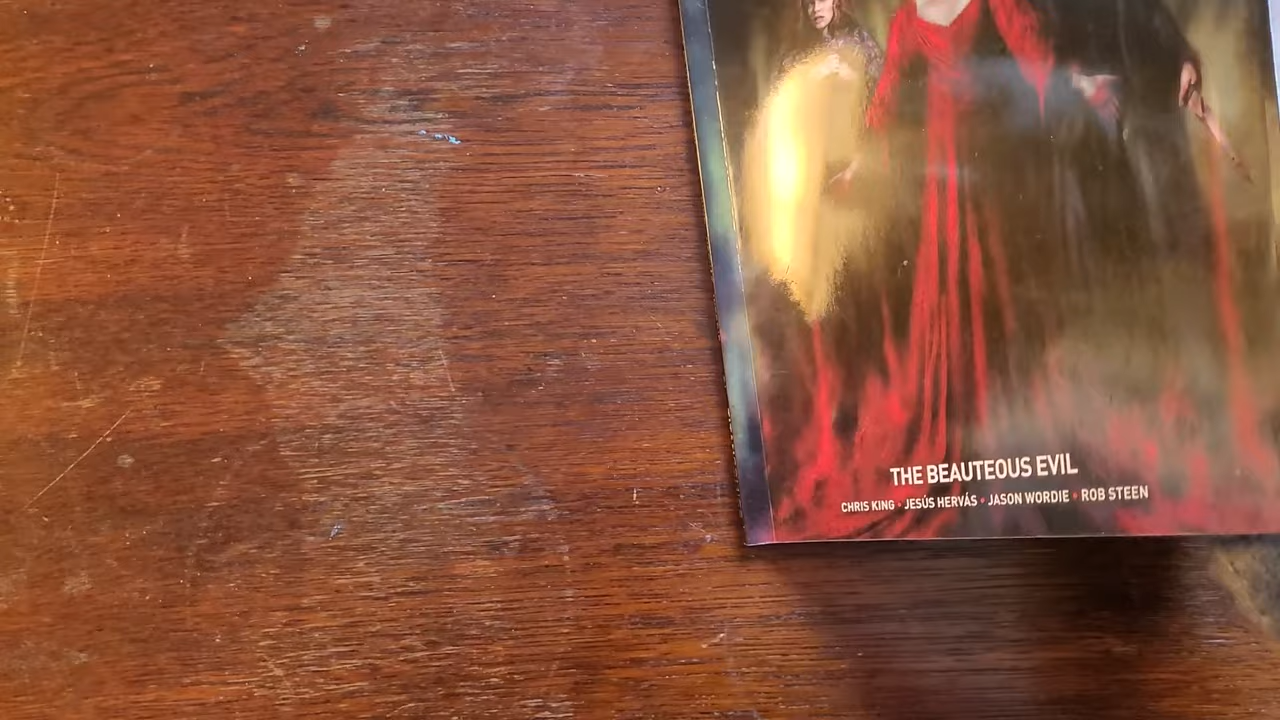 THE BEAUTEOUS EVIL
CHRIS KING • JESÚS HERVÁS • JASON WORDIE • ROB STEEN